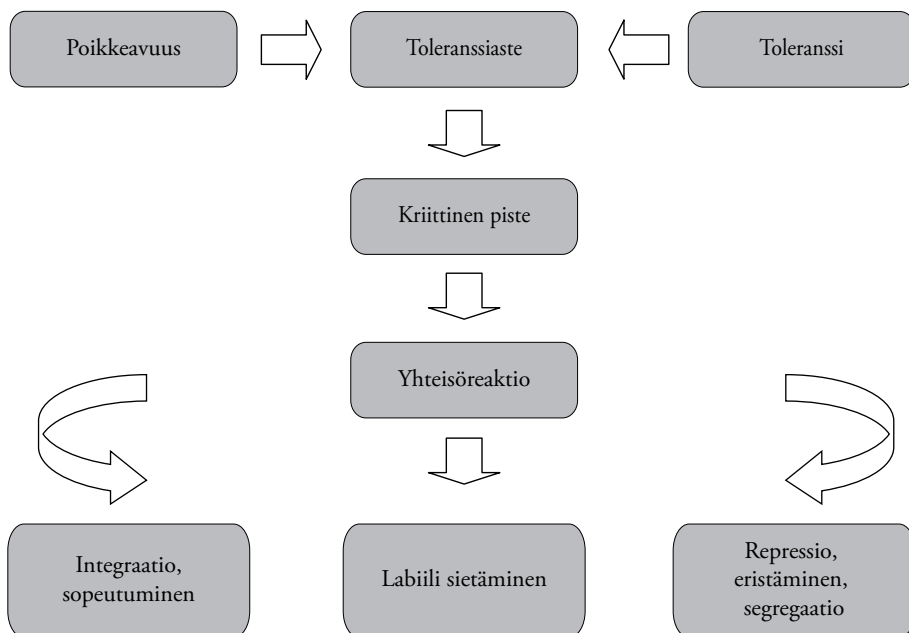 Poikkeavuus
Toleranssiaste
Toleranssi
Kriittinen piste
Yhteisöreaktio
Integraatio,
sopeutuminen
Labiili sietäminen
Repressio,
eristäminen,
segregaatio